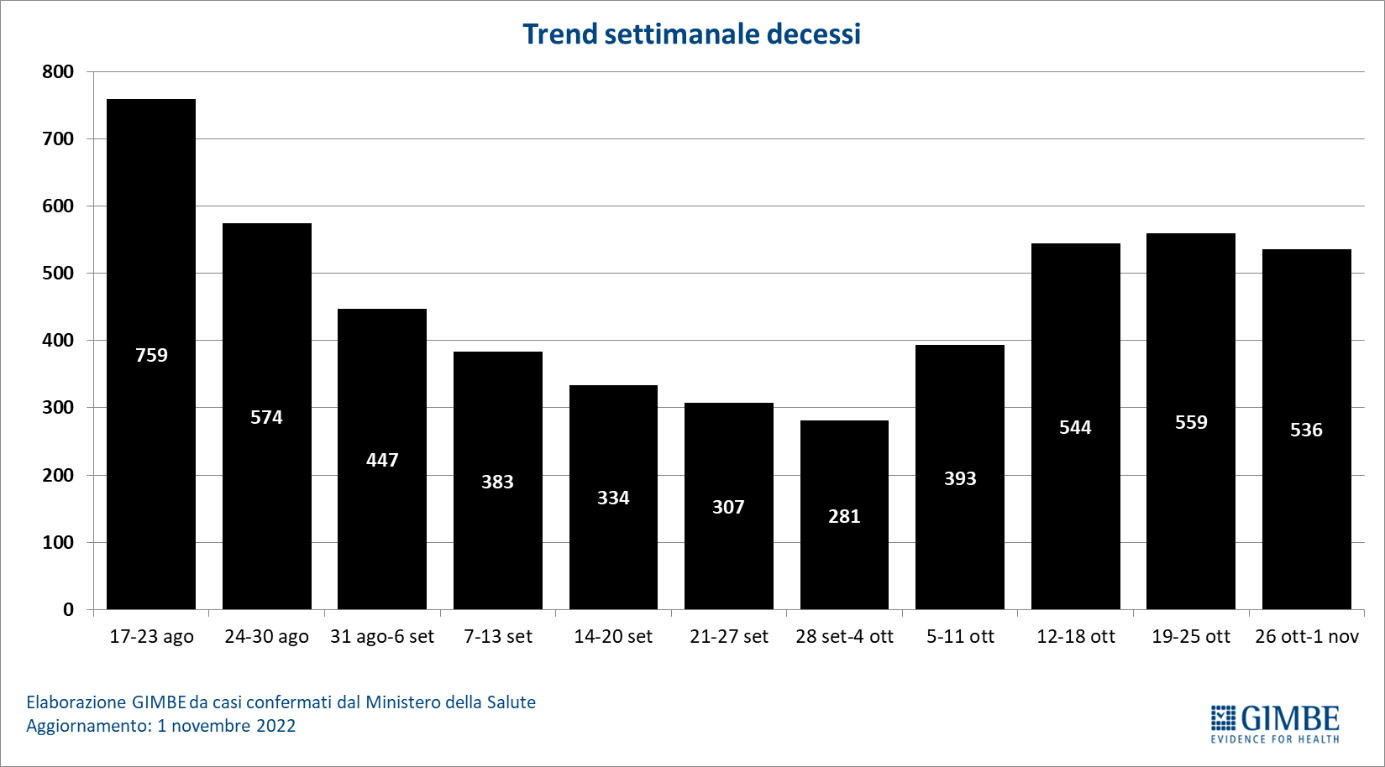 Trend settimanale decessi
800
700
600
500
400
300
200
100
0
759
574
447
383
334
307
281
393
544
559
536
17-23 ago
24-30 ago
31 ago-6 set
7-13 set
14-20 set
21-27 set
28 set-4 ott
5-11 ott
12-18 ott
19-25 ott
26 ott-1 nov
Elaborazione GIMBE da casi confermati dal Ministero della Salute
Aggiornamento: 1 novembre 2022
GIMBE
EVIDENCE FOR HEALTH